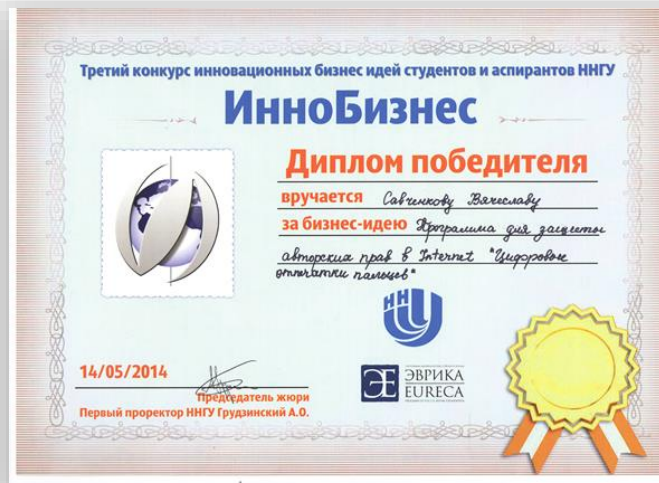 Третий конкурс инновационных бизнес идей студентов и аспирантов ННГУ
ИнноБизнес
Диплом победителя
вручается Савченкову Вячеславу
за бизнес-идею Программа для защиты
авторских прав в Internet "Цифровые
отпечатки пальцев"
ННГУ
14/05/2014
Председатель жюри
Первый проректор ННГУ Грудзинский А.О.
ЭВРИКА
EURECA